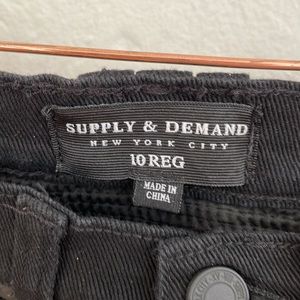 SUPPLY & DEMAND
NEW YORK CITY
10 REG
MADE IN
CHINA